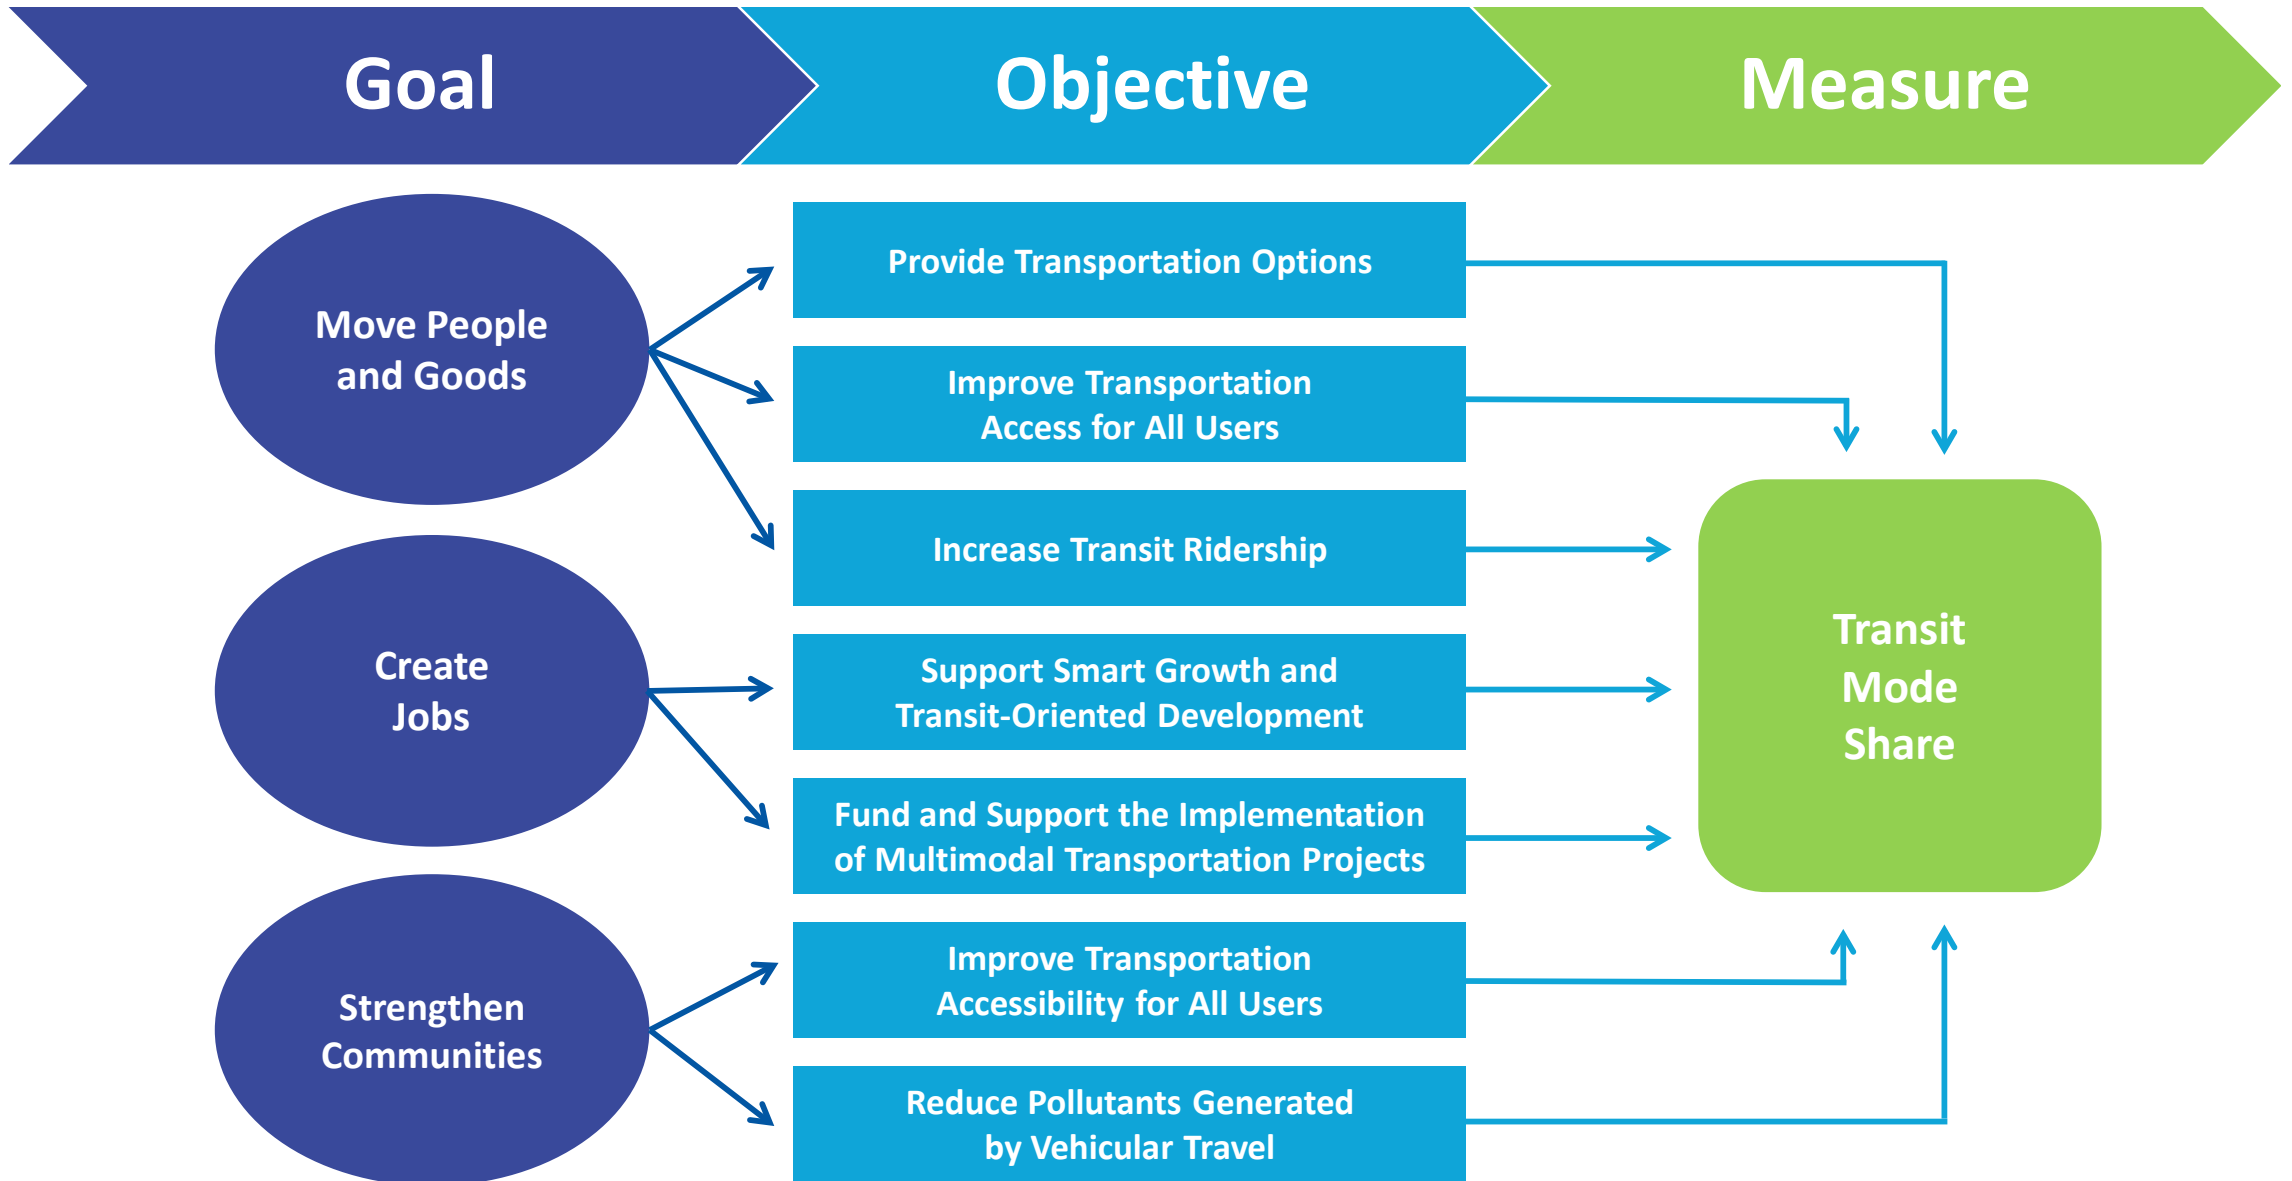 Goal
Objective
Measure
Move People
and Goods
Create
Jobs
Strengthen
Communities
Provide Transportation Options
Improve Transportation
Access for All Users
Increase Transit Ridership
Support Smart Growth and
Transit-Oriented Development
Fund and Support the Implementation
of Multimodal Transportation Projects
Improve Transportation
Accessibility for All Users
Reduce Pollutants Generated
by Vehicular Travel
Transit
Mode
Share